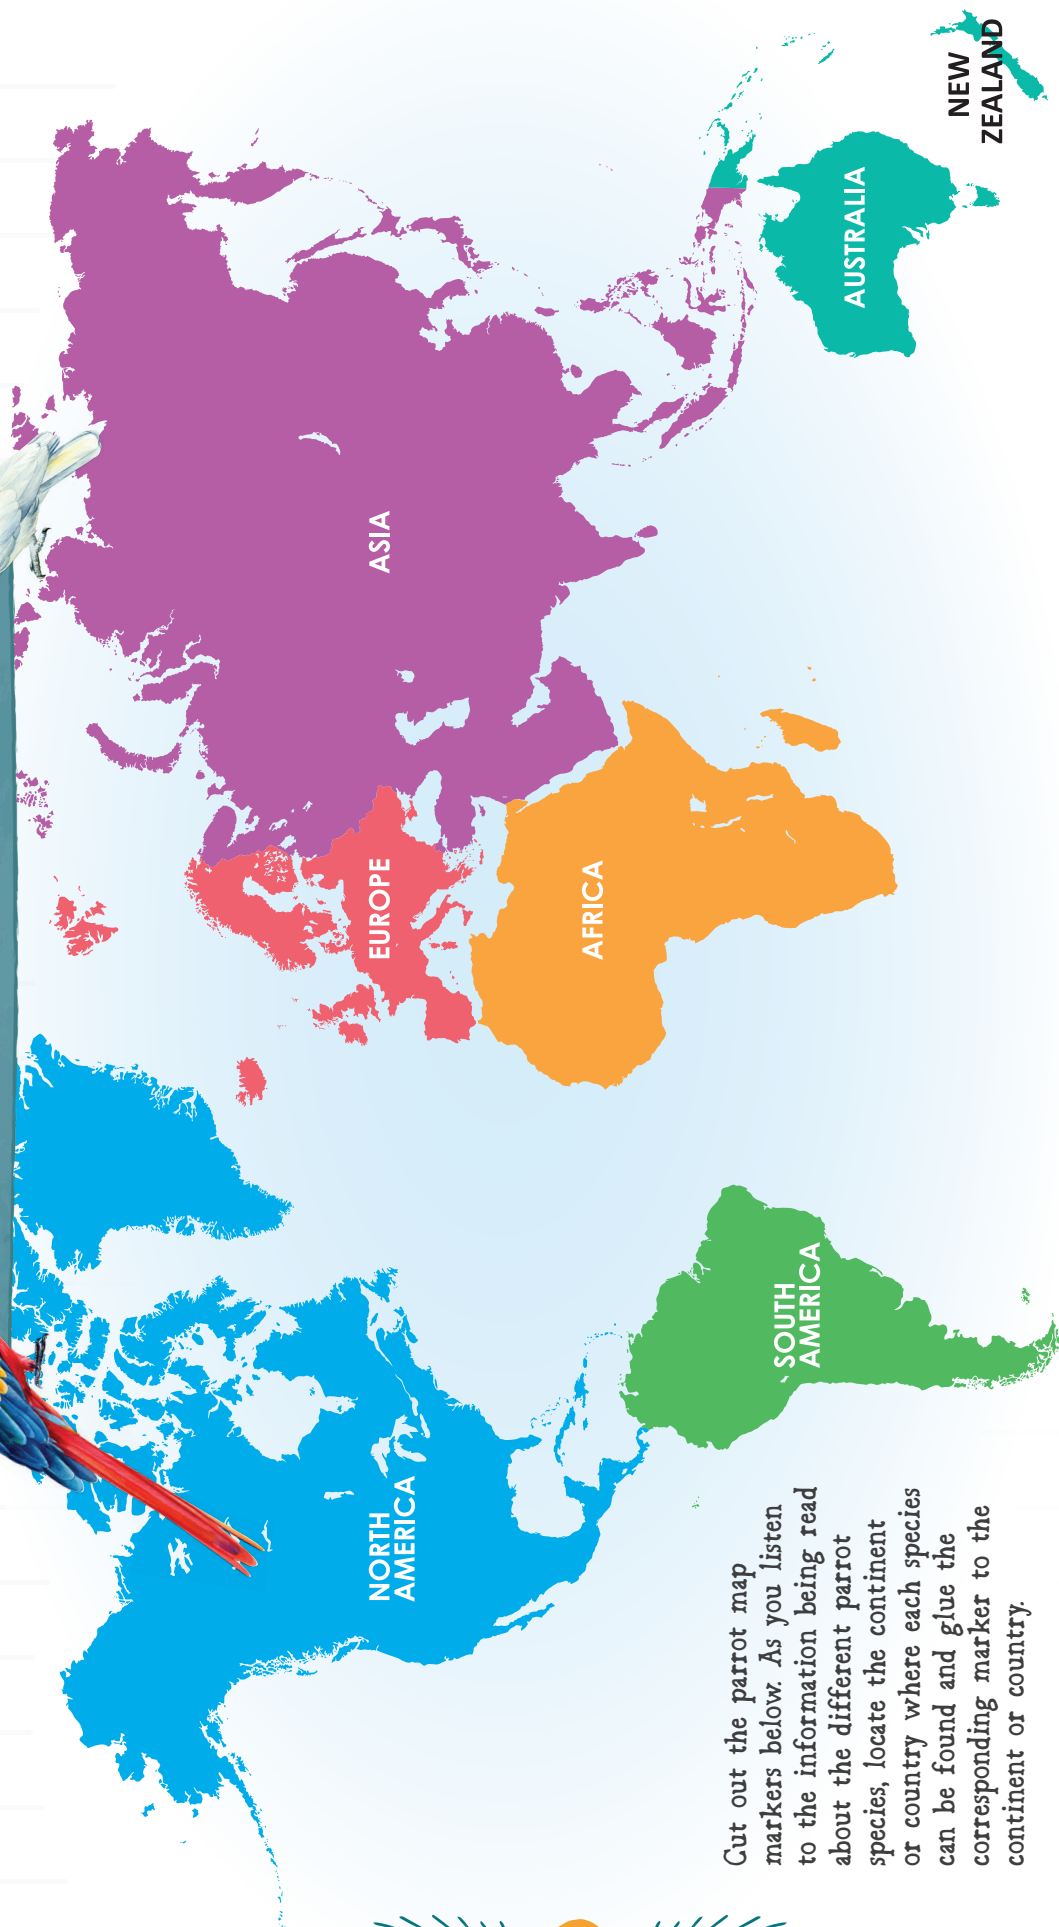 NORTH
AMERICA
SOUTH
AMERICA
EUROPE
AFRICA
ASIA
AUSTRALIA
NEW
ZEALAND
Cut out the parrot map
markers below. As you listen
to the information being read
about the different parrot
species, locate the continent
or country where each species
can be found and glue the
corresponding marker to the
continent or country.